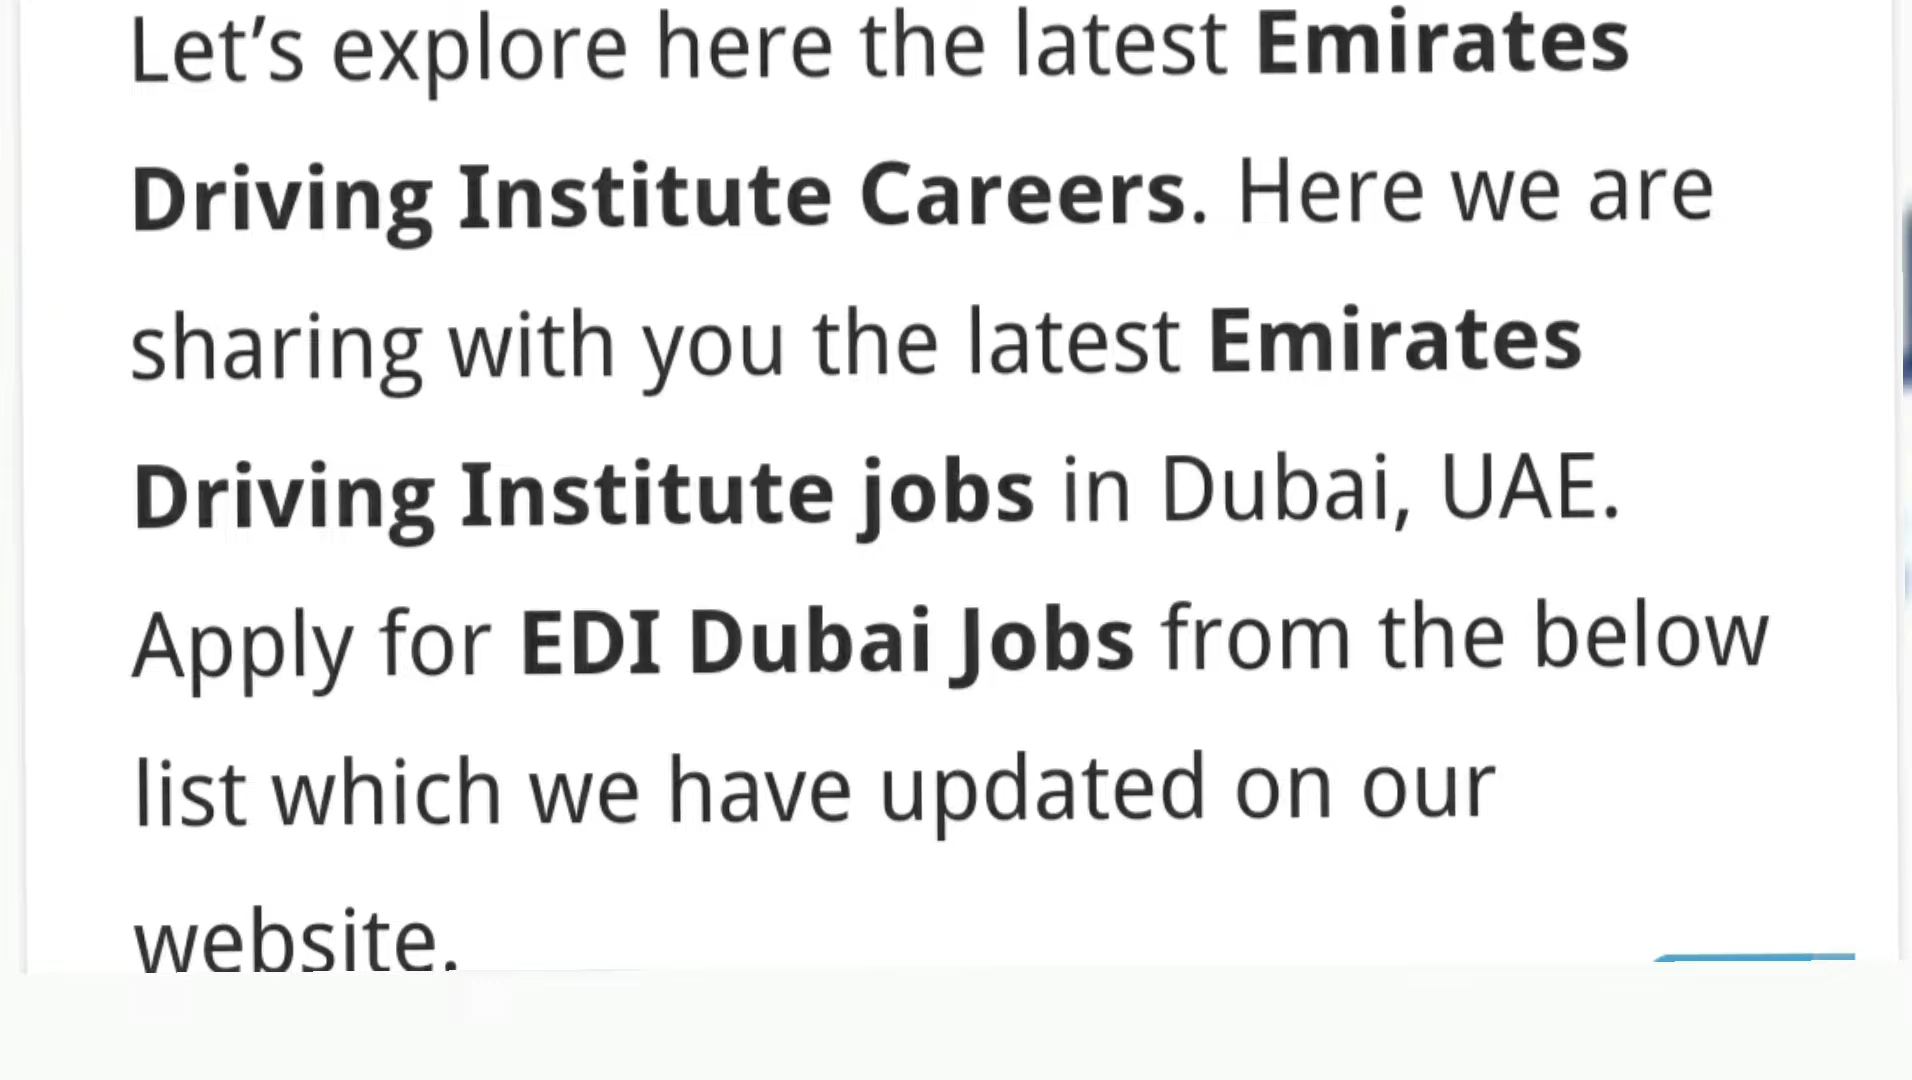 Let’s explore here the latest Emirates
Driving Institute Careers. Here we are
sharing with you the latest Emirates
Driving Institute jobs in Dubai, UAE.
Apply for EDI Dubai Jobs from the below
list which we have updated on our
website.